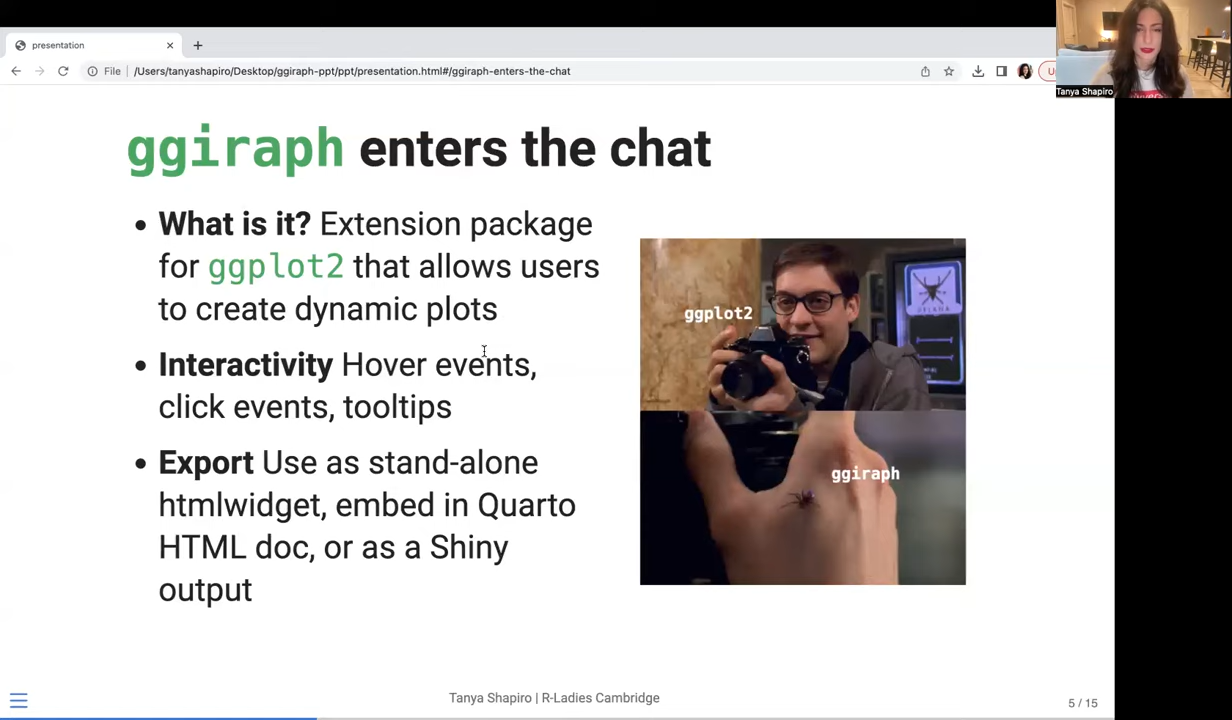 presentation
File
/Users/tanyashapiro/Desktop/ggiraph-ppt/ppt/presentation.html#/ggiraph-enters-the-chat
Tanya Shapiro
ggiraph enters the chat
• What is it? Extension package
for ggplot2 that allows users
to create dynamic plots
• Interactivity Hover events,
click events, tooltips
• Export Use as stand-alone
htmlwidget, embed in Quarto
HTML doc, or as a Shiny
output
ggplot2
ggiraph
Tanya Shapiro | R-Ladies Cambridge
5 / 15